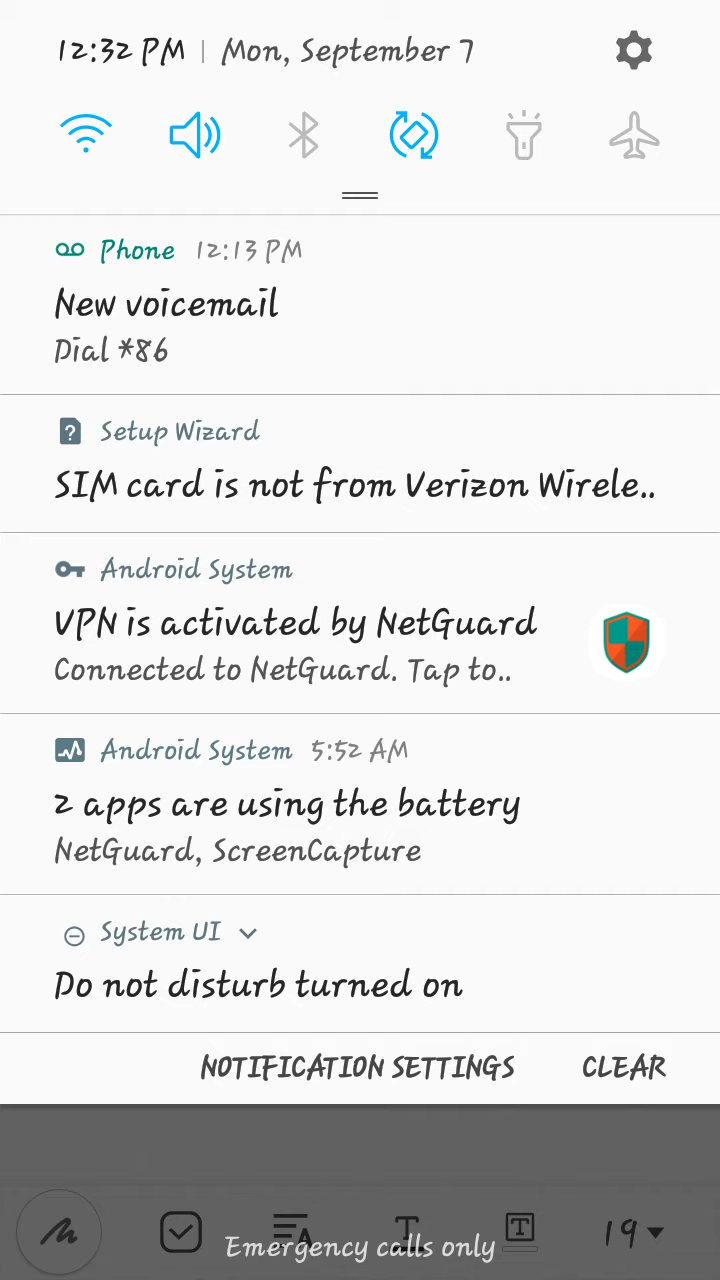 12:32 PM | Mon, September 7
Phone 12:13 PM
New voicemail
Dial *86
Setup Wizard
SIM card is not from Verizon Wirele..
Android System
VPN is activated by NetGuard
Connected to NetGuard. Tap to..
Android System 5:52 AM
2 apps are using the battery
NetGuard, ScreenCapture
System UI
Do not disturb turned on
NOTIFICATION SETTINGS CLEAR
19
Emergency calls only